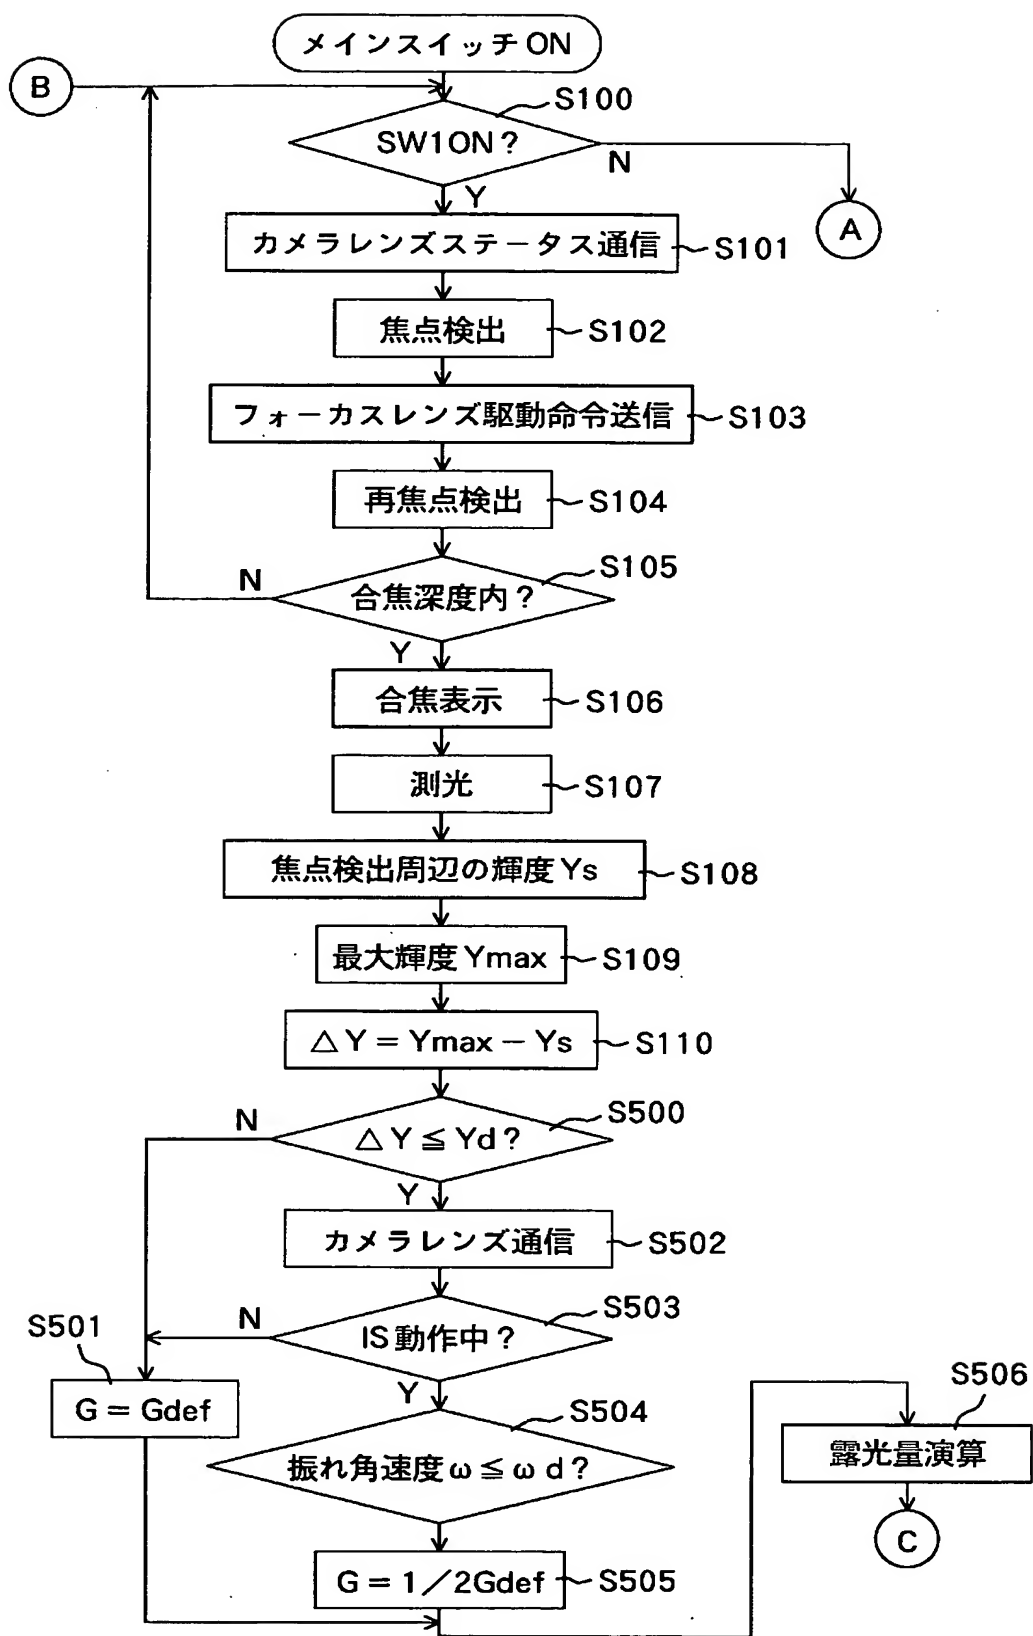 メインスイッチON
B
S100
SW1ON?
N
Y
A
カメラレンズステータス通信
S101
焦点検出
S102
フォーカスレンズ駆動命令送信
S103
再焦点検出
S104
S105
N
合焦深度内?
Y
合焦表示
S106
測光
S107
焦点検出周辺の輝度Ys
S108
最大輝度Ymax
S109
△Y=Ymax-Ys
S110
S500
N
△Y≦Yd?
Y
カメラレンズ通信
S502
S503
N
IS動作中?
S501
Y
G=Gdef
S504
振れ角速度ω≦ωd?
S506
露光量演算
C
G=1/2Gdef
S505